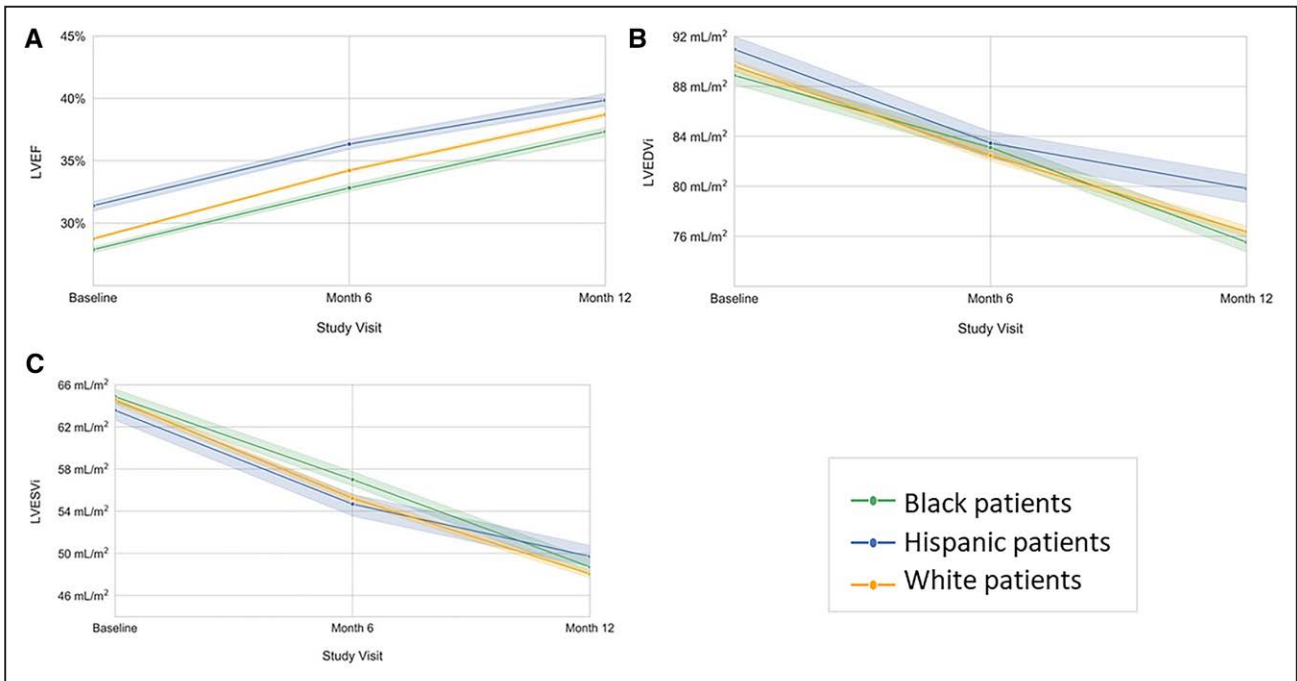 A
45%
40%
35%
30%
LVEF
Baseline
Month 6
Month 12
Study Visit
B
92 mL/m²
88 mL/m²
84 mL/m²
80 mL/m²
76 mL/m²
LVEDVi
Baseline
Month 6
Month 12
Study Visit
C
66 mL/m²
62 mL/m²
58 mL/m²
54 mL/m²
50 mL/m²
46 mL/m²
LVESVi
Baseline
Month 6
Month 12
Study Visit
Black patients
Hispanic patients
White patients